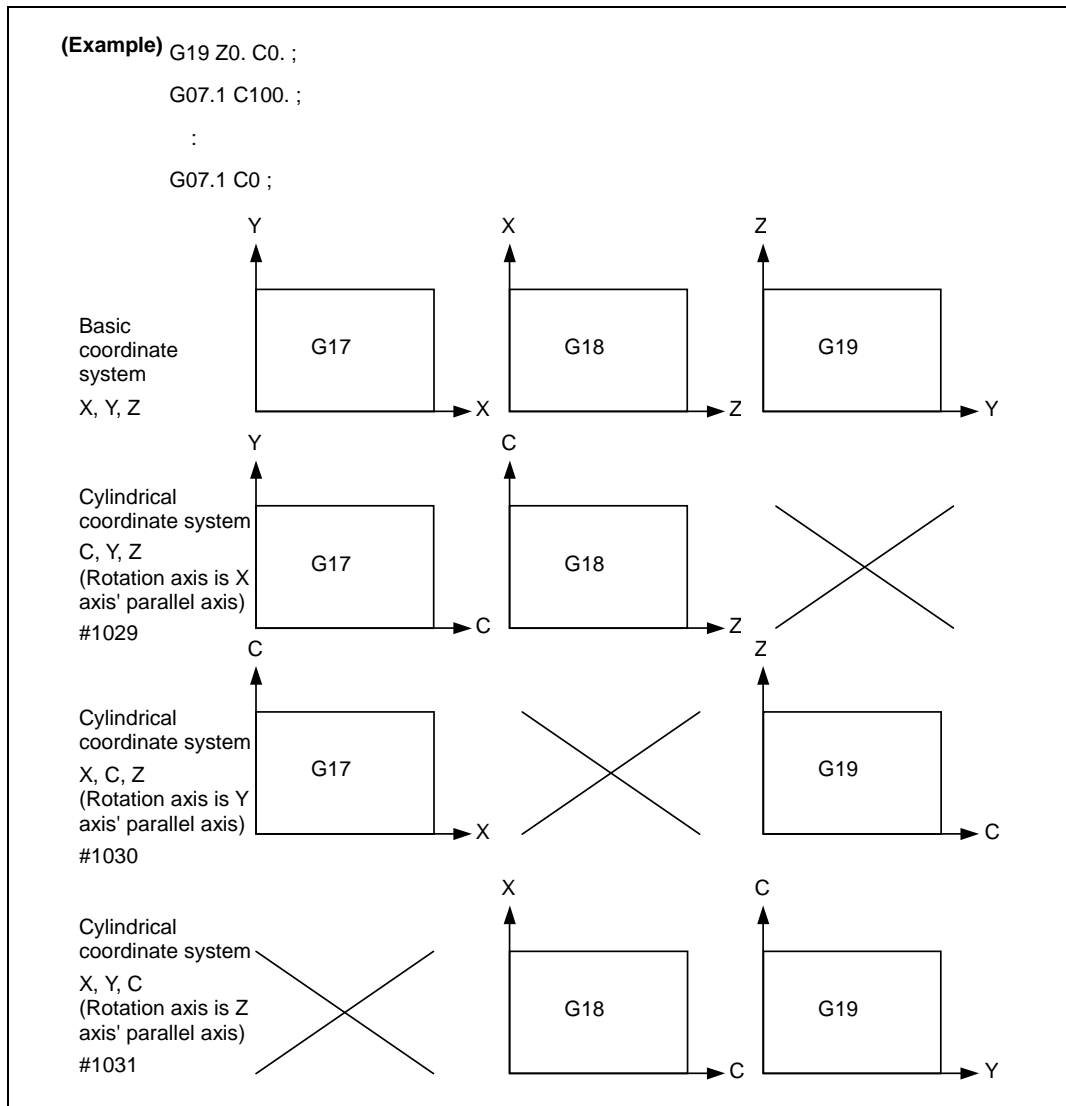 (Example) G19 Z0. C0. ;
G07.1 C100. ;
:
G07.1 C0 ;
Y
X
Z
Basic
coordinate
system
X, Y, Z
G17
G18
G19
X
Z
Y
Y
C
Cylindrical
coordinate system
C, Y, Z
(Rotation axis is X
axis' parallel axis)
#1029
G17
G18
C
Z
C
Z
Cylindrical
coordinate system
X, C, Z
(Rotation axis is Y
axis' parallel axis)
#1030
G17
G19
X
C
X
C
Cylindrical
coordinate system
X, Y, C
(Rotation axis is Z
axis' parallel axis)
#1031
G18
G19
C
Y